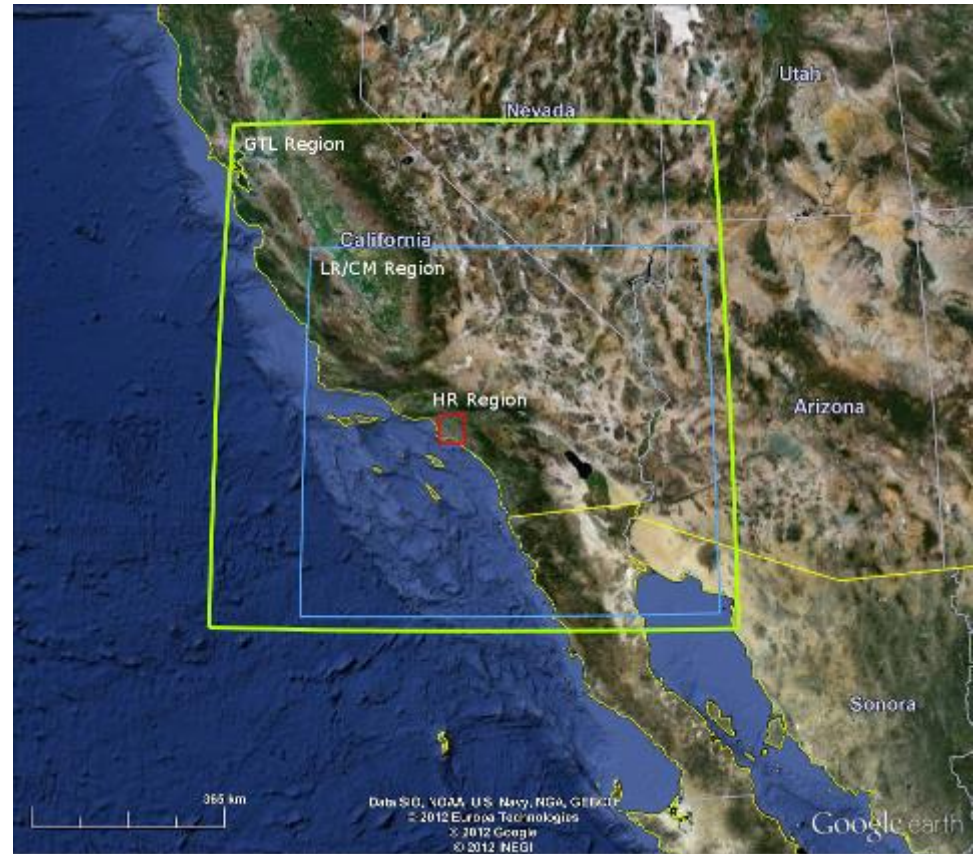 Utah
Nevada
GTL Region
California
LR/CM Region
HR Region
Arizona
Sonora
365 km
Data SIO, NOAA, U.S. Navy, NGA, GEBCO
© 2012 Europa Technologies
© 2012 Google
© 2012 INEGI
Google earth